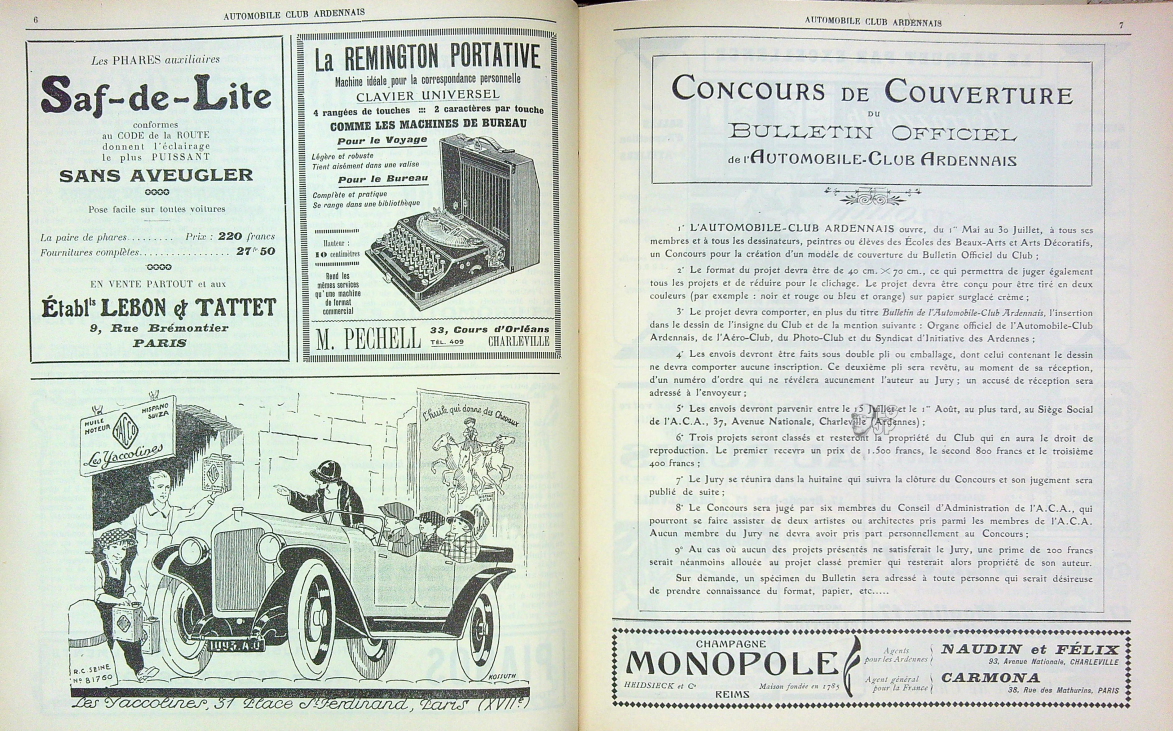 6
AUTOMOBILE CLUB ARDENNAIS
Les PHARES auxiliaires
Saf-de-Lite
conformes
au CODE de la ROUTE
donnent l'éclairage
le plus PUISSANT
SANS AVEUGLER
Pose facile sur toutes voitures
La paire de phares......... Prix : 220 francs
Fournitures complètes................ 27 fr 50
EN VENTE PARTOUT et aux
Établts LEBON & TATTET
9, Rue Brémontier
PARIS
La REMINGTON PORTATIVE
Machine idéale pour la correspondance personnelle
CLAVIER UNIVERSEL
4 rangées de touches ::: 2 caractères par touche
COMME LES MACHINES DE BUREAU
Pour le Voyage
Légère et robuste
Tient aisément dans une valise
Pour le Bureau
Complète et pratique
Se range dans une bibliothèque
Hauteur :
10 centimètres
Rend les
mêmes services
qu'une machine
de format
commercial
M. PECHELL
TÉL. 409
33, Cours d'Orléans
CHARLEVILLE
HUILE
MOTEUR
YACCO
HISPANO
SUIZA
Les Yaccolines
L'huile qui donne des Chevaux
1093.A.0
R.C. SEINE
No B1760
KOSSUTH
Les Yaccolines, 31 Place St Ferdinand, Paris (XVIIe)
AUTOMOBILE CLUB ARDENNAIS
7
CONCOURS DE COUVERTURE
DU
BULLETIN OFFICIEL
de l'AUTOMOBILE-CLUB ARDENNAIS
1° L'AUTOMOBILE-CLUB ARDENNAIS ouvre, du 1er Mai au 30 Juillet, à tous ses
membres et à tous les dessinateurs, peintres ou élèves des Écoles des Beaux-Arts et Arts Décoratifs,
un Concours pour la création d'un modèle de couverture du Bulletin Officiel du Club ;
2° Le format du projet devra être de 40 cm. × 70 cm., ce qui permettra de juger également
tous les projets et de réduire pour le clichage. Le projet devra être conçu pour être tiré en deux
couleurs (par exemple : noir et rouge ou bleu et orange) sur papier surglacé crème ;
3° Le projet devra comporter, en plus du titre Bulletin de l'Automobile-Club Ardennais, l'insertion
dans le dessin de l'insigne du Club et de la mention suivante : Organe officiel de l'Automobile-Club
Ardennais, de l'Aéro-Club, du Photo-Club et du Syndicat d'Initiative des Ardennes ;
4° Les envois devront être faits sous double pli ou emballage, dont celui contenant le dessin
ne devra comporter aucune inscription. Ce deuxième pli sera revêtu, au moment de sa réception,
d'un numéro d'ordre qui ne révélera aucunement l'auteur au Jury ; un accusé de réception sera
adressé à l'envoyeur ;
5° Les envois devront parvenir entre le 15 Juillet et le 1er Août, au plus tard, au Siège Social
de l'A.C.A., 37, Avenue Nationale, Charleville (Ardennes) ;
6° Trois projets seront classés et resteront la propriété du Club qui en aura le droit de
reproduction. Le premier recevra un prix de 1.500 francs, le second 800 francs et le troisième
400 francs ;
7° Le Jury se réunira dans la huitaine qui suivra la clôture du Concours et son jugement sera
publié de suite ;
8° Le Concours sera jugé par six membres du Conseil d'Administration de l'A.C.A., qui
pourront se faire assister de deux artistes ou architectes pris parmi les membres de l'A.C.A.
Aucun membre du Jury ne devra avoir pris part personnellement au Concours ;
9° Au cas où aucun des projets présentés ne satisferait le Jury, une prime de 200 francs
serait néanmoins allouée au projet classé premier qui resterait alors propriété de son auteur.
Sur demande, un spécimen du Bulletin sera adressé à toute personne qui serait désireuse
de prendre connaissance du format, papier, etc.....
CHAMPAGNE
MONOPOLE
HEIDSIECK et Ce
REIMS
Maison fondée en 1785
Agents
pour les Ardennes
NAUDIN et FÉLIX
93, Avenue Nationale, CHARLEVILLE
Agent général
pour la France
CARMONA
38, Rue des Mathurins, PARIS